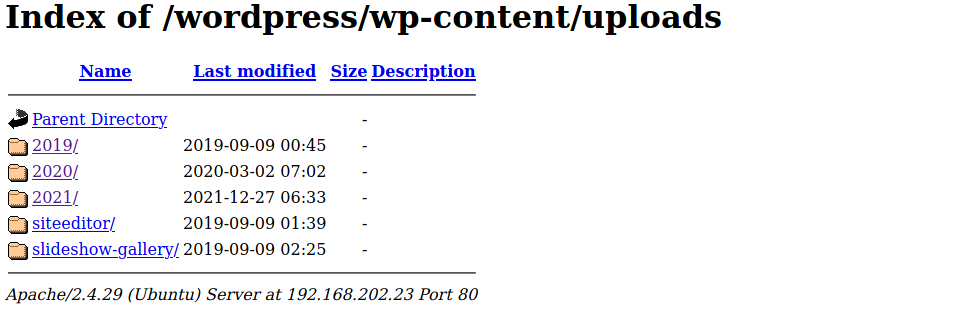 Index of /wordpress/wp-content/uploads
Name Last modified Size Description
Parent Directory -
2019/ 2019-09-09 00:45 -
2020/ 2020-03-02 07:02 -
2021/ 2021-12-27 06:33 -
siteeditor/ 2019-09-09 01:39 -
slideshow-gallery/ 2019-09-09 02:25 -
Apache/2.4.29 (Ubuntu) Server at 192.168.202.23 Port 80